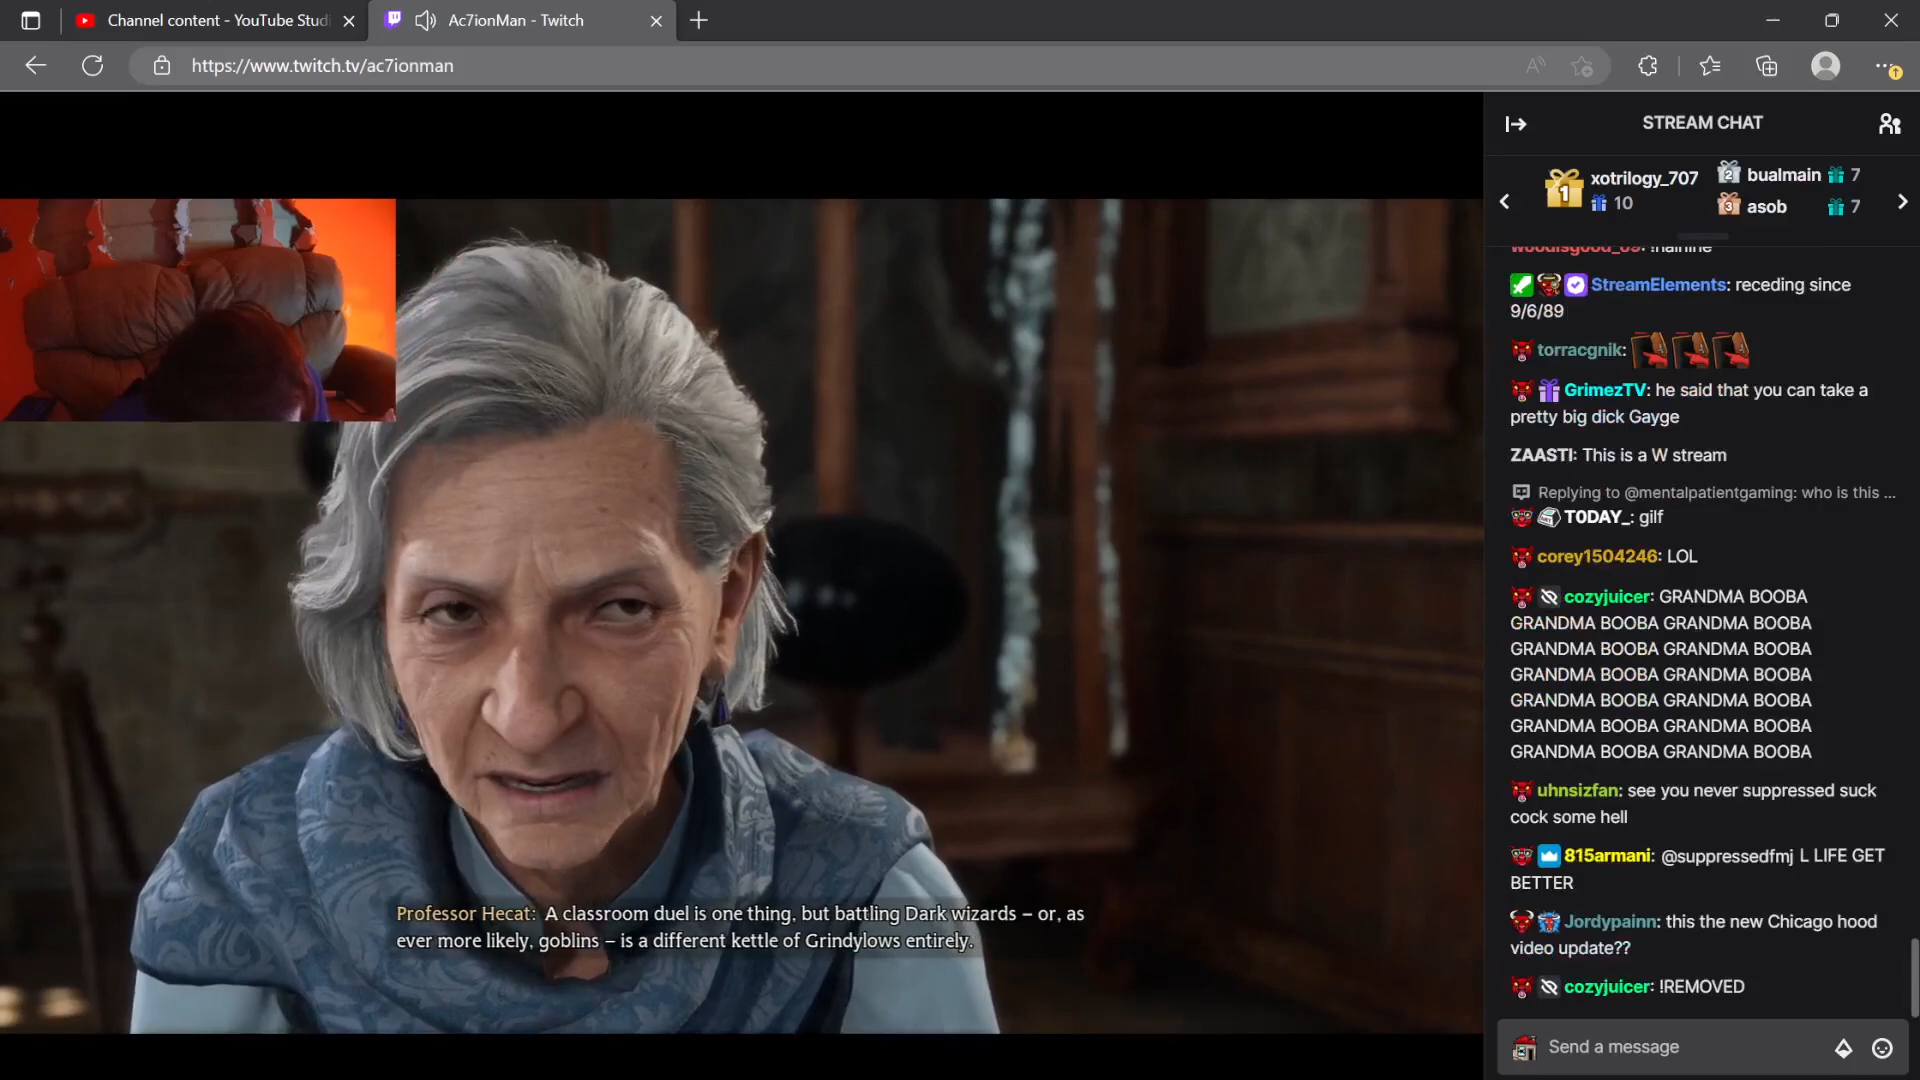 Channel content - YouTube Studi
Ac7ionMan - Twitch
https://www.twitch.tv/ac7ionman
STREAM CHAT
1 xotrilogy_707 10
2 bualmain 7
3 asob 7
StreamElements: receding since
9/6/89
torracgnik:
GrimezTV: he said that you can take a
pretty big dick Gayge
ZAASTI: This is a W stream
Replying to @mentalpatientgaming: who is this ...
T0DAY_: gilf
corey1504246: LOL
cozyjuicer: GRANDMA BOOBA
GRANDMA BOOBA GRANDMA BOOBA
GRANDMA BOOBA GRANDMA BOOBA
GRANDMA BOOBA GRANDMA BOOBA
GRANDMA BOOBA GRANDMA BOOBA
GRANDMA BOOBA GRANDMA BOOBA
GRANDMA BOOBA GRANDMA BOOBA
uhnsizfan: see you never suppressed suck
cock some hell
815armani: @suppressedfmj L LIFE GET
BETTER
Jordypainn: this the new Chicago hood
video update??
cozyjuicer: !REMOVED
Send a message
Professor Hecat: A classroom duel is one thing, but battling Dark wizards – or, as
ever more likely, goblins – is a different kettle of Grindylows entirely.